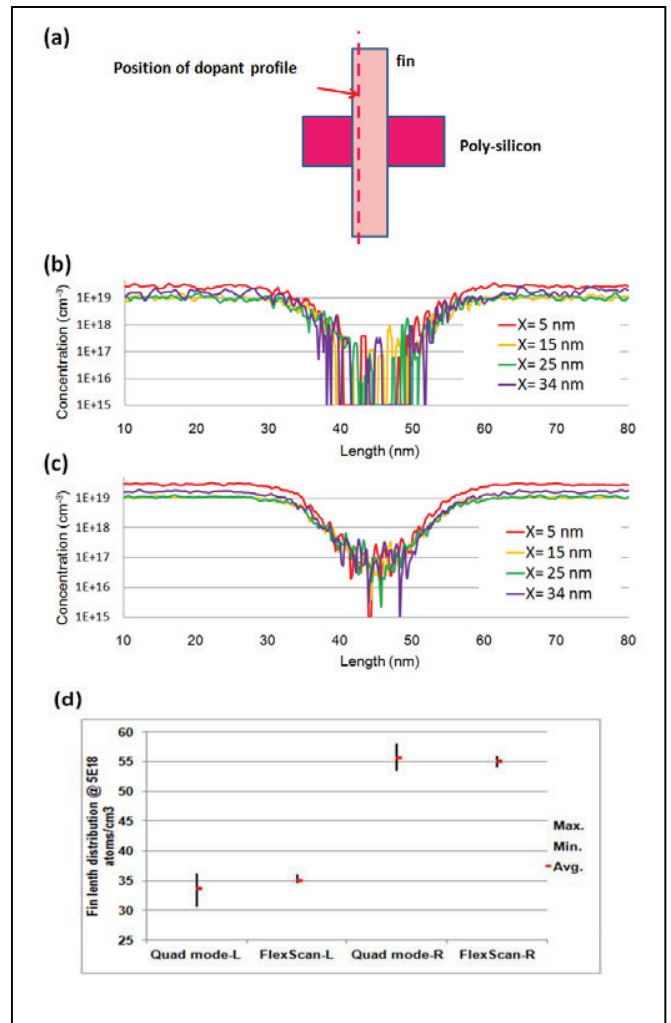 (a)
Position of dopant profile
fin
Poly-silicon
(b)
Concentration (cm-3)
1E+19
1E+18
1E+17
1E+16
1E+15
X= 5 nm
X= 15 nm
X= 25 nm
X= 34 nm
10 20 30 40 50 60 70 80
Length (nm)
(c)
Concentration (cm-3)
1E+19
1E+18
1E+17
1E+16
1E+15
X= 5 nm
X= 15 nm
X= 25 nm
X= 34 nm
10 20 30 40 50 60 70 80
Length (nm)
(d)
Fin lenth distribution @ 5E18
atoms/cm3
60
55
50
45
40
35
30
25
Max.
Min.
Avg.
Quad mode-L FlexScan-L Quad mode-R FlexScan-R